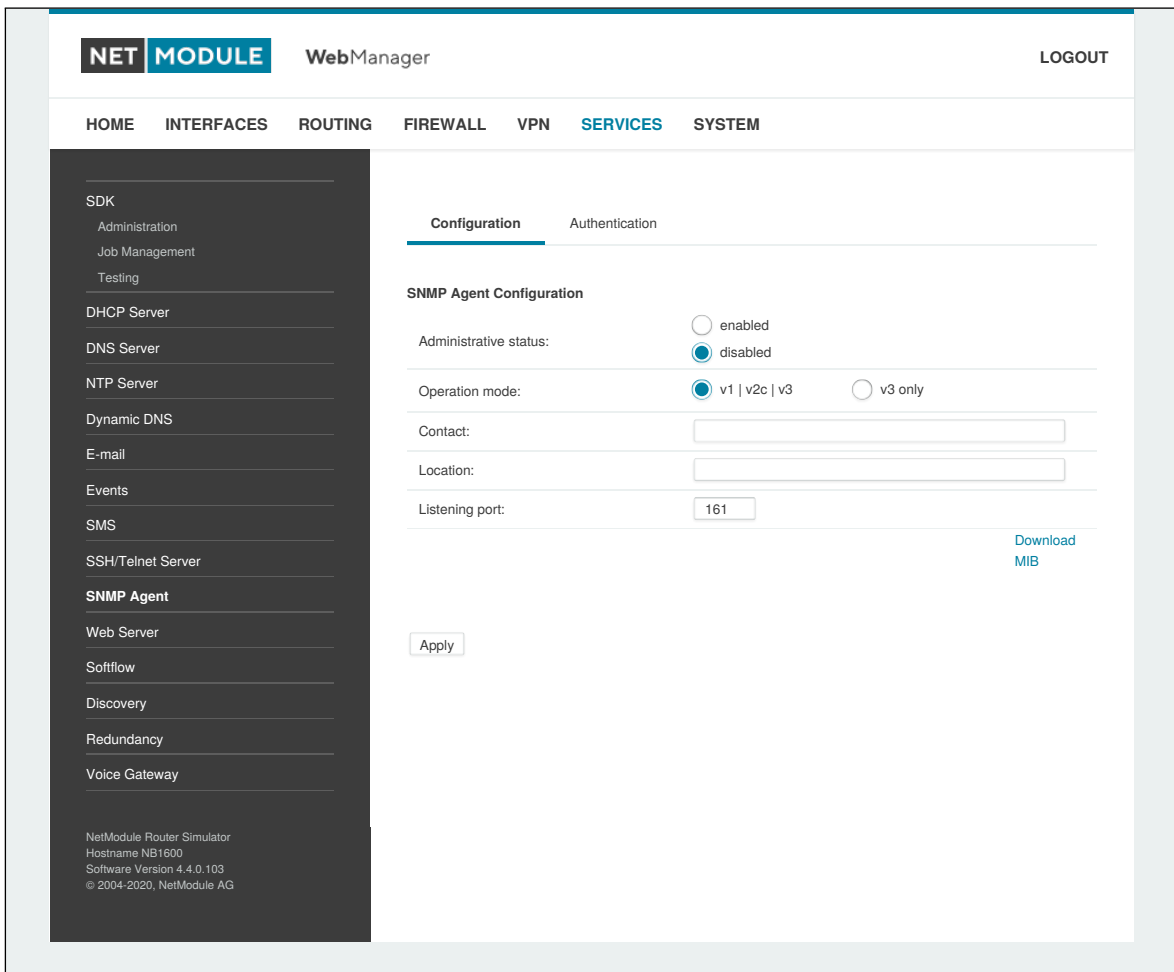 NET MODULE WebManager LOGOUT
HOME INTERFACES ROUTING FIREWALL VPN SERVICES SYSTEM
SDK
Administration
Job Management
Testing
DHCP Server
DNS Server
NTP Server
Dynamic DNS
E-mail
Events
SMS
SSH/Telnet Server
SNMP Agent
Web Server
Softflow
Discovery
Redundancy
Voice Gateway
NetModule Router Simulator
Hostname NB1600
Software Version 4.4.0.103
© 2004-2020, NetModule AG
Configuration Authentication
SNMP Agent Configuration
Administrative status: enabled
disabled
Operation mode: v1 | v2c | v3 v3 only
Contact:
Location:
Listening port: 161
Download
MIB
Apply